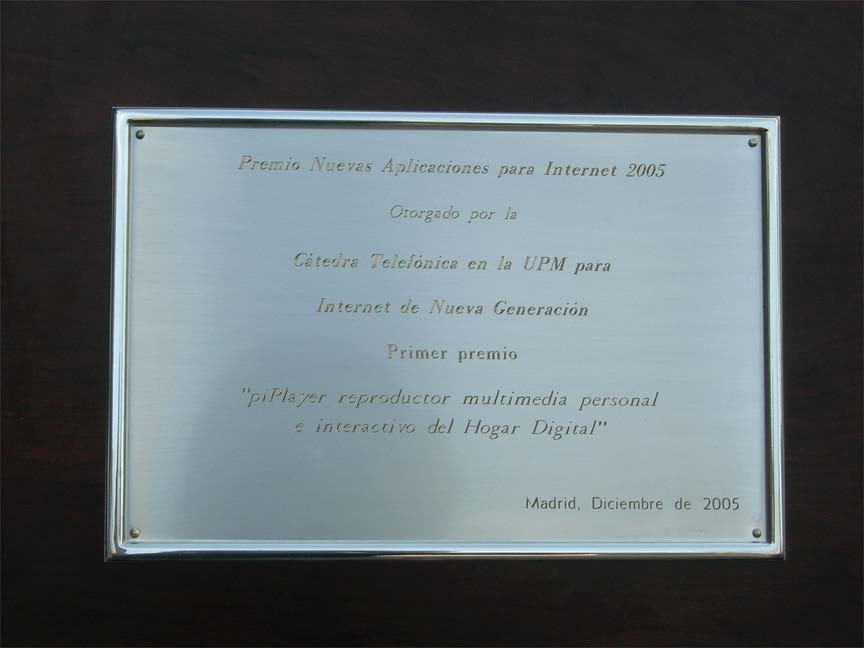 Premio Nuevas Aplicaciones para Internet 2005
Otorgado por la
Cátedra Telefónica en la UPM para
Internet de Nueva Generación
Primer premio
"piPlayer reproductor multimedia personal
e interactivo del Hogar Digital"
Madrid, Diciembre de 2005